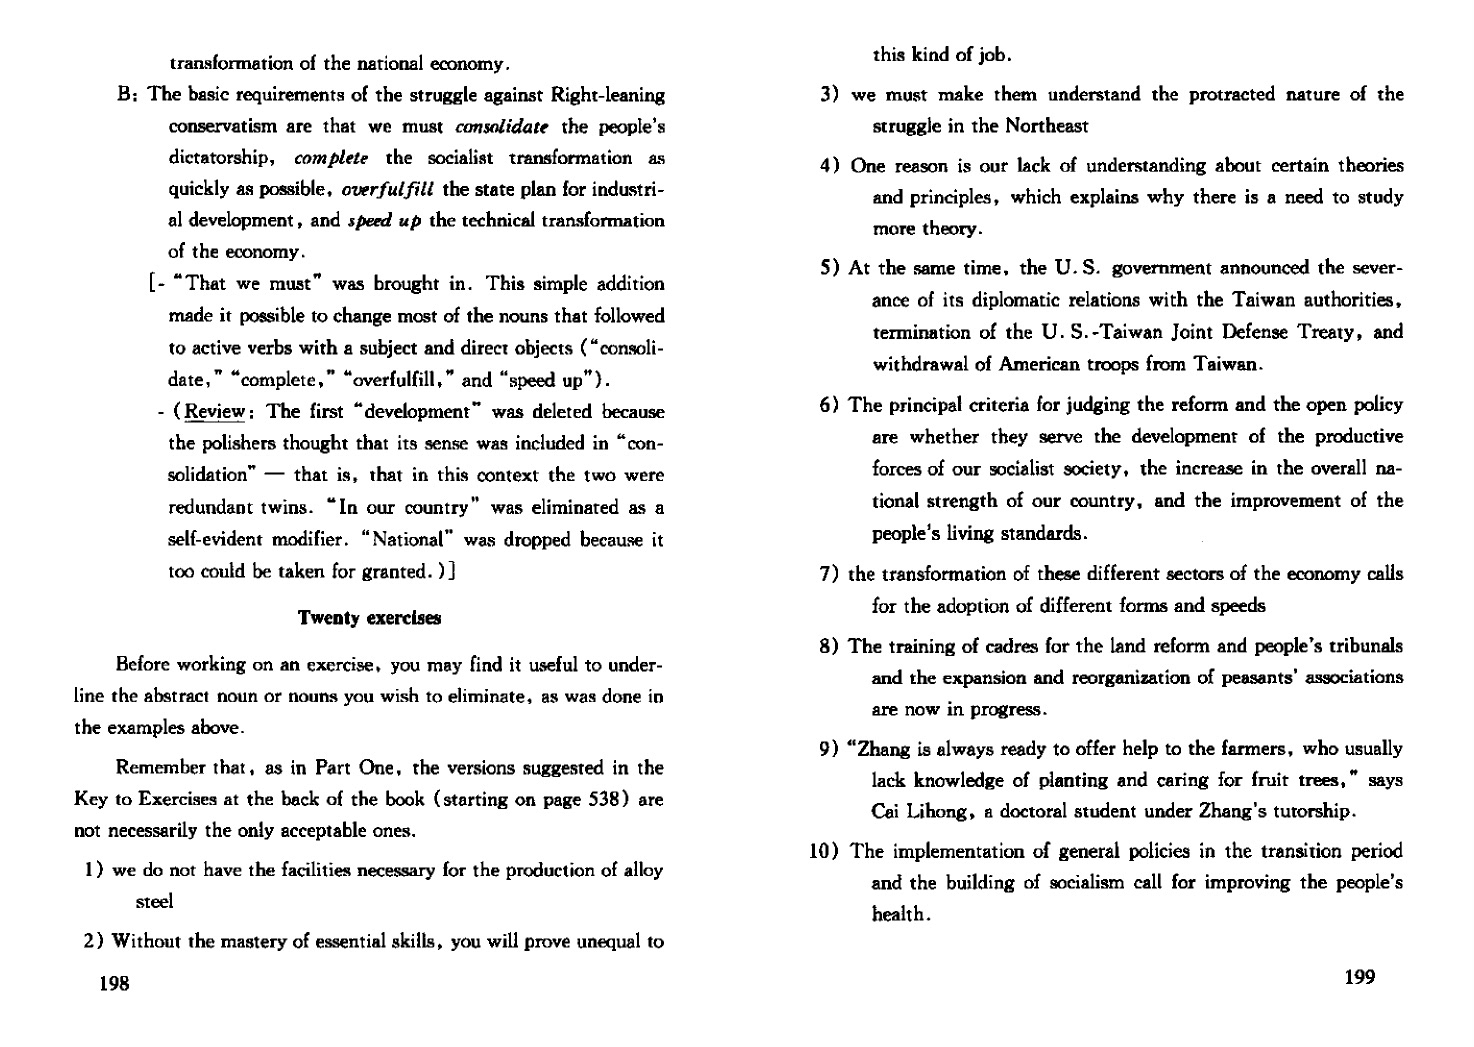 transformation of the national economy.
B: The basic requirements of the struggle against Right-leaning
conservatism are that we must consolidate the people's
dictatorship, complete the socialist transformation as
quickly as possible, overfulfill the state plan for industri-
al development, and speed up the technical transformation
of the economy.
[- "That we must" was brought in. This simple addition
made it possible to change most of the nouns that followed
to active verbs with a subject and direct objects ("consoli-
date," "complete," "overfulfill," and "speed up").
- (Review: The first "development" was deleted because
the polishers thought that its sense was included in "con-
solidation" — that is, that in this context the two were
redundant twins. "In our country" was eliminated as a
self-evident modifier. "National" was dropped because it
too could be taken for granted.)]
Twenty exercises
Before working on an exercise, you may find it useful to under-
line the abstract noun or nouns you wish to eliminate, as was done in
the examples above.
Remember that, as in Part One, the versions suggested in the
Key to Exercises at the back of the book (starting on page 538) are
not necessarily the only acceptable ones.
1) we do not have the facilities necessary for the production of alloy
steel
2) Without the mastery of essential skills, you will prove unequal to
198
this kind of job.
3) we must make them understand the protracted nature of the
struggle in the Northeast
4) One reason is our lack of understanding about certain theories
and principles, which explains why there is a need to study
more theory.
5) At the same time, the U.S. government announced the sever-
ance of its diplomatic relations with the Taiwan authorities,
termination of the U.S.-Taiwan Joint Defense Treaty, and
withdrawal of American troops from Taiwan.
6) The principal criteria for judging the reform and the open policy
are whether they serve the development of the productive
forces of our socialist society, the increase in the overall na-
tional strength of our country, and the improvement of the
people's living standards.
7) the transformation of these different sectors of the economy calls
for the adoption of different forms and speeds
8) The training of cadres for the land reform and people's tribunals
and the expansion and reorganization of peasants' associations
are now in progress.
9) "Zhang is always ready to offer help to the farmers, who usually
lack knowledge of planting and caring for fruit trees," says
Cai Lihong, a doctoral student under Zhang's tutorship.
10) The implementation of general policies in the transition period
and the building of socialism call for improving the people's
health.
199